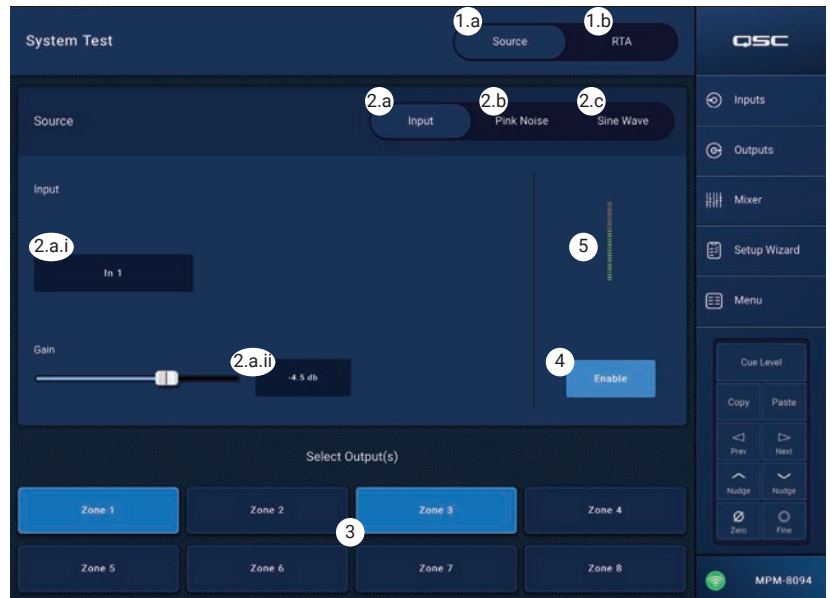 1.a
1.b
System Test
Source
RTA
QSC
2.a
2.b
2.c
Source
Input
Pink Noise
Sine Wave
Inputs
Outputs
Input
Mixer
2.a.i
5
In 1
Setup Wizard
Menu
Gain
2.a.ii
4
-4.5 db
Enable
Cue Level
Copy
Paste
Prev
Next
Select Output(s)
Nudge
Nudge
Zone 1
Zone 2
Zone 3
Zone 4
3
Zero
Fine
Zone 5
Zone 6
Zone 7
Zone 8
MPM-8094